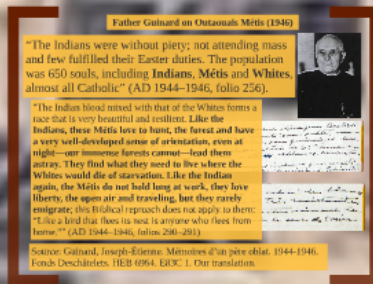 Father Guinard on Outaouais Métis (1946)
"The Indians were without piety; not attending mass
and few fulfilled their Easter duties. The population
was 650 souls, including Indians, Métis and Whites,
almost all Catholic" (AD 1944–1946, folio 256).
"The Indian blood mixed with that of the Whites forms a
race that is very beautiful and resilient. Like the
Indians, these Métis love to hunt, the forest and have
a very well-developed sense of orientation, even at
night—our immense forests cannot—lead them
astray. They find what they need to live where the
Whites would die of starvation. Like the Indian
again, the Métis do not hold long at work, they love
liberty, the open air and traveling, but they rarely
emigrate; this Biblical reproach does not apply to them:
"Like a bird that flees its nest is anyone who flees from
home."" (AD 1944–1946, folios 290–291)
Source: Guinard, Joseph-Étienne. Mémoires d'un père oblat. 1944-1946.
Fonds Deschâtelets. HEB 6964. 1. Our translation.